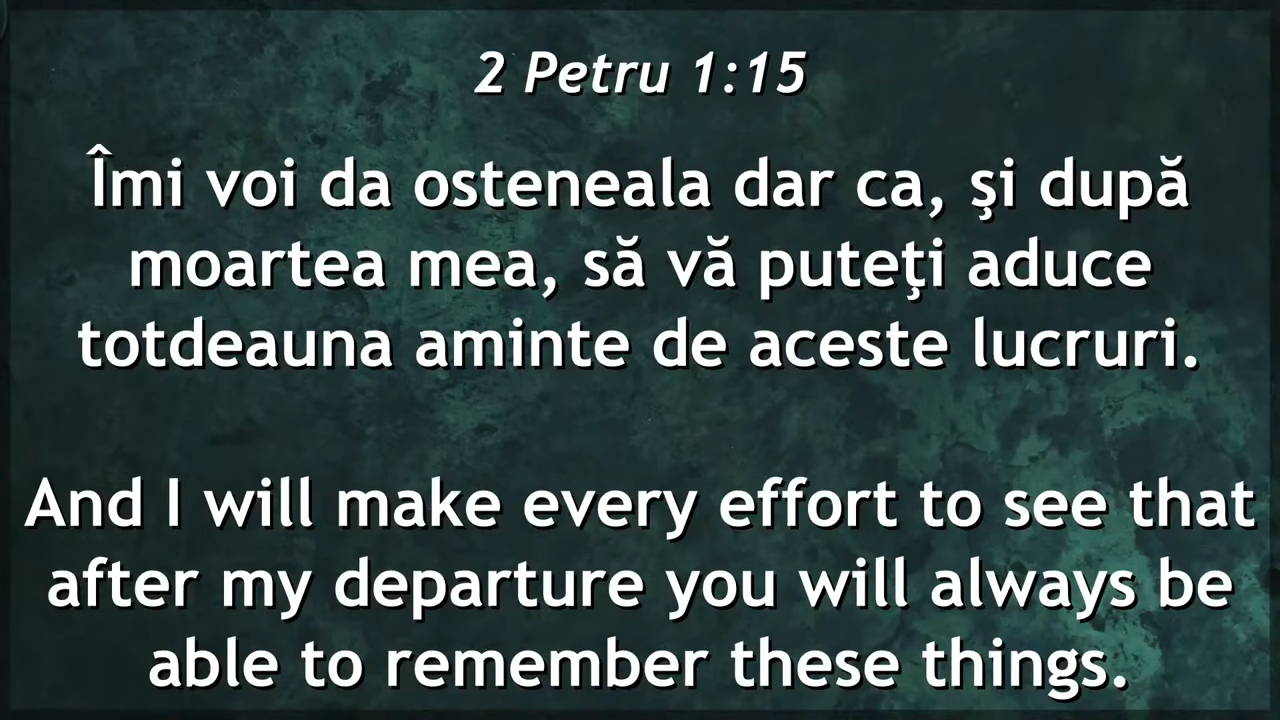 2 Petru 1:15
Îmi voi da osteneala dar ca, şi după
moartea mea, să vă puteţi aduce
totdeauna aminte de aceste lucruri.
And I will make every effort to see that
after my departure you will always be
able to remember these things.